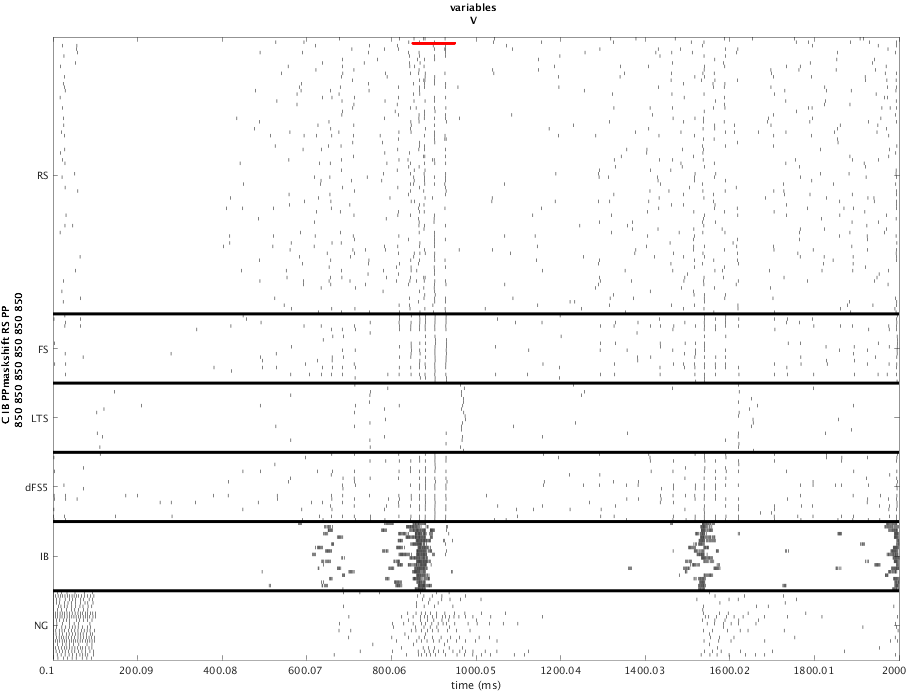 variables
V
C IB PPmaskshift RS PP
850 850 850 850 850 850
RS
FS
LTS
dFS5
IB
NG
0.1 200.09 400.08 600.07 800.06 1000.05 1200.04 1400.03 1600.02 1800.01 2000
time (ms)